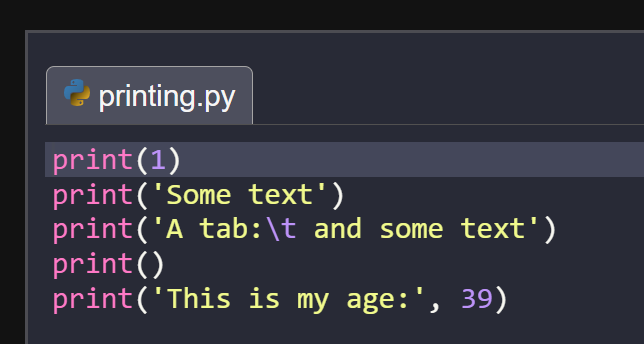 printing.py
print(1)
print('Some text')
print('A tab:\t and some text')
print()
print('This is my age:', 39)